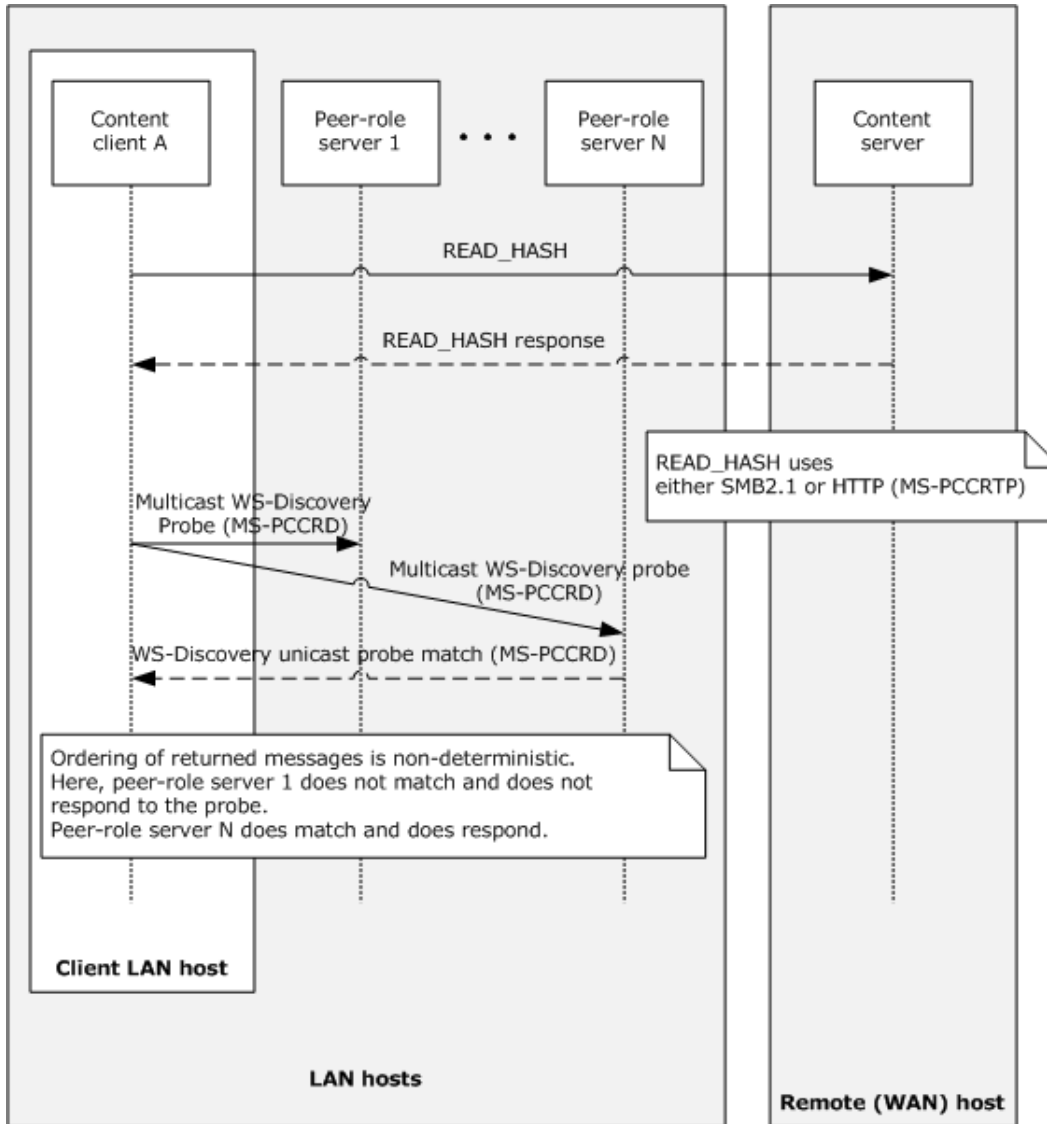 Content
client A
Peer-role
server 1
• • •
Peer-role
server N
Content
server
READ_HASH
READ_HASH response
READ_HASH uses
either SMB2.1 or HTTP (MS-PCCRTP)
Multicast WS-Discovery
Probe (MS-PCCRD)
Multicast WS-Discovery probe
(MS-PCCRD)
WS-Discovery unicast probe match (MS-PCCRD)
Ordering of returned messages is non-deterministic.
Here, peer-role server 1 does not match and does not
respond to the probe.
Peer-role server N does match and does respond.
Client LAN host
LAN hosts
Remote (WAN) host